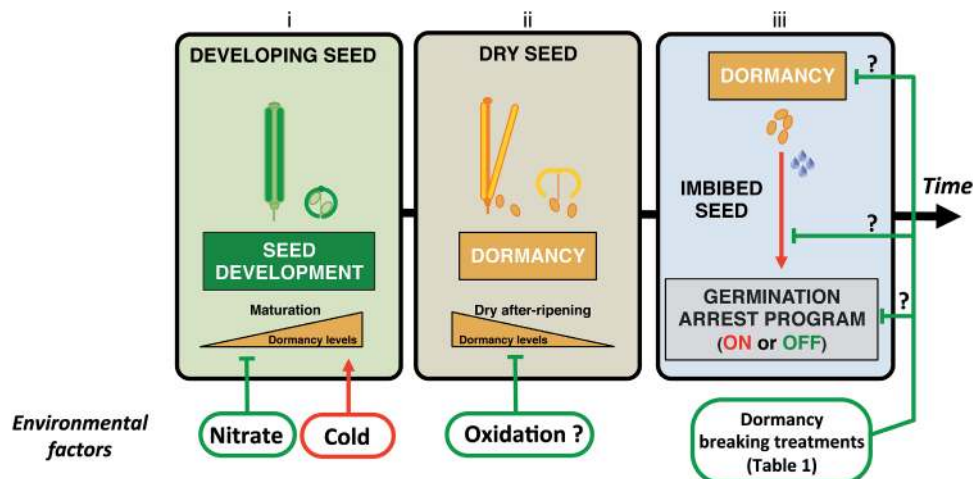 i
DEVELOPING SEED
SEED
DEVELOPMENT
Maturation
Dormancy levels
ii
DRY SEED
DORMANCY
Dry after-ripening
Dormancy levels
iii
DORMANCY
?
IMBIBED
SEED
?
GERMINATION
ARREST PROGRAM
(ON or OFF)
?
Time
Environmental
factors
Nitrate
Cold
Oxidation ?
Dormancy
breaking treatments
(Table 1)